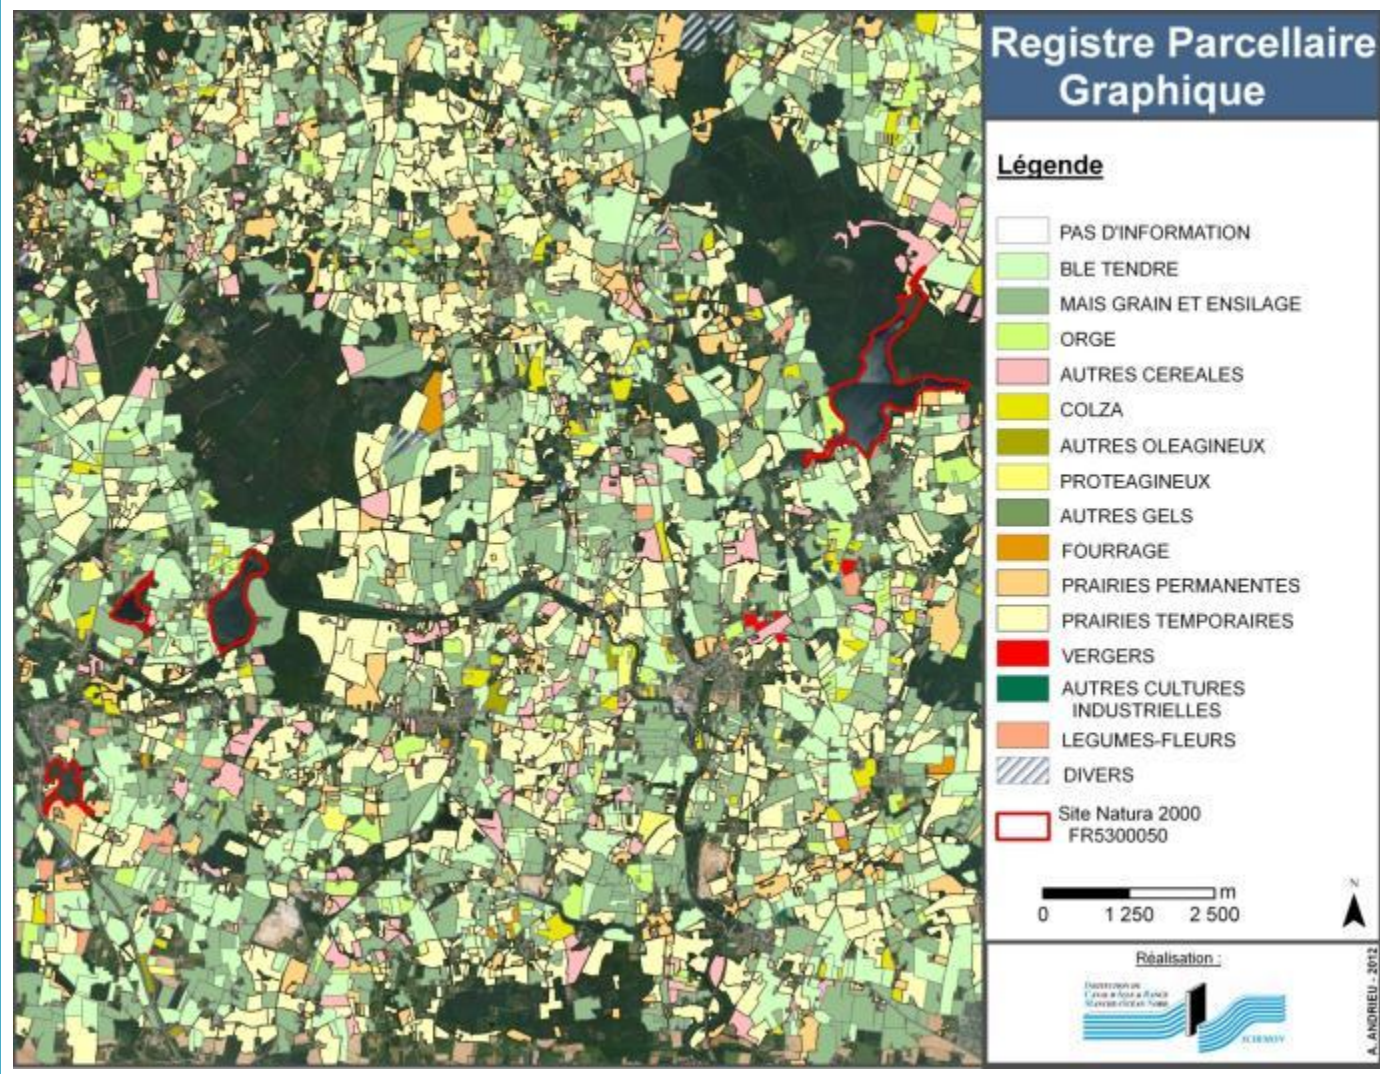 Registre Parcellaire
Graphique
Légende
PAS D'INFORMATION
BLE TENDRE
MAIS GRAIN ET ENSILAGE
ORGE
AUTRES CEREALES
COLZA
AUTRES OLEAGINEUX
PROTEAGINEUX
AUTRES GELS
FOURRAGE
PRAIRIES PERMANENTES
PRAIRIES TEMPORAIRES
VERGERS
AUTRES CULTURES
INDUSTRIELLES
LEGUMES-FLEURS
DIVERS
Site Natura 2000
FR5300050
N
m
0 1 250 2 500
Réalisation :
A. ANDRIEU - 2012